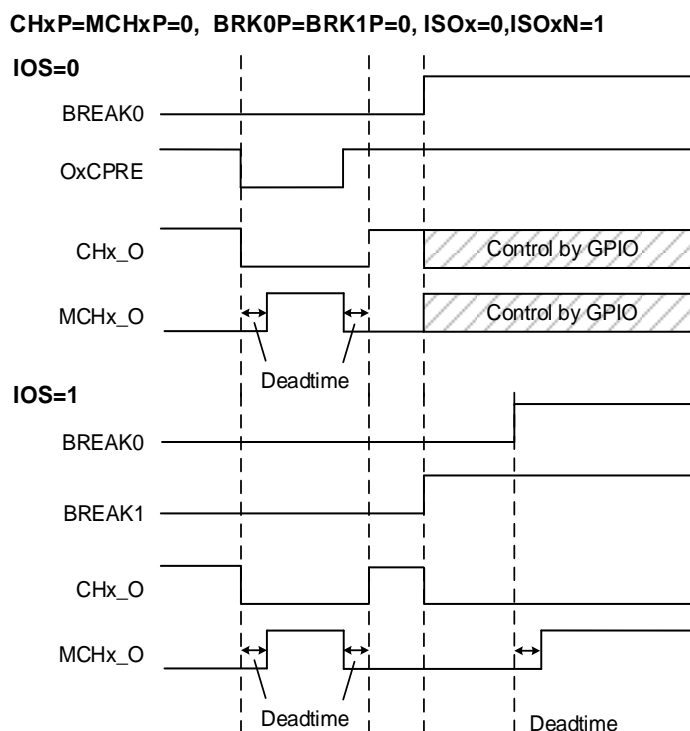 CHxP=MCHxP=0, BRK0P=BRK1P=0, ISOx=0,ISOxN=1
IOS=0
BREAK0
OxCPRE
CHx_O
Control by GPIO
MCHx_O
Control by GPIO
Deadtime
IOS=1
BREAK0
BREAK1
CHx_O
MCHx_O
Deadtime
Deadtime